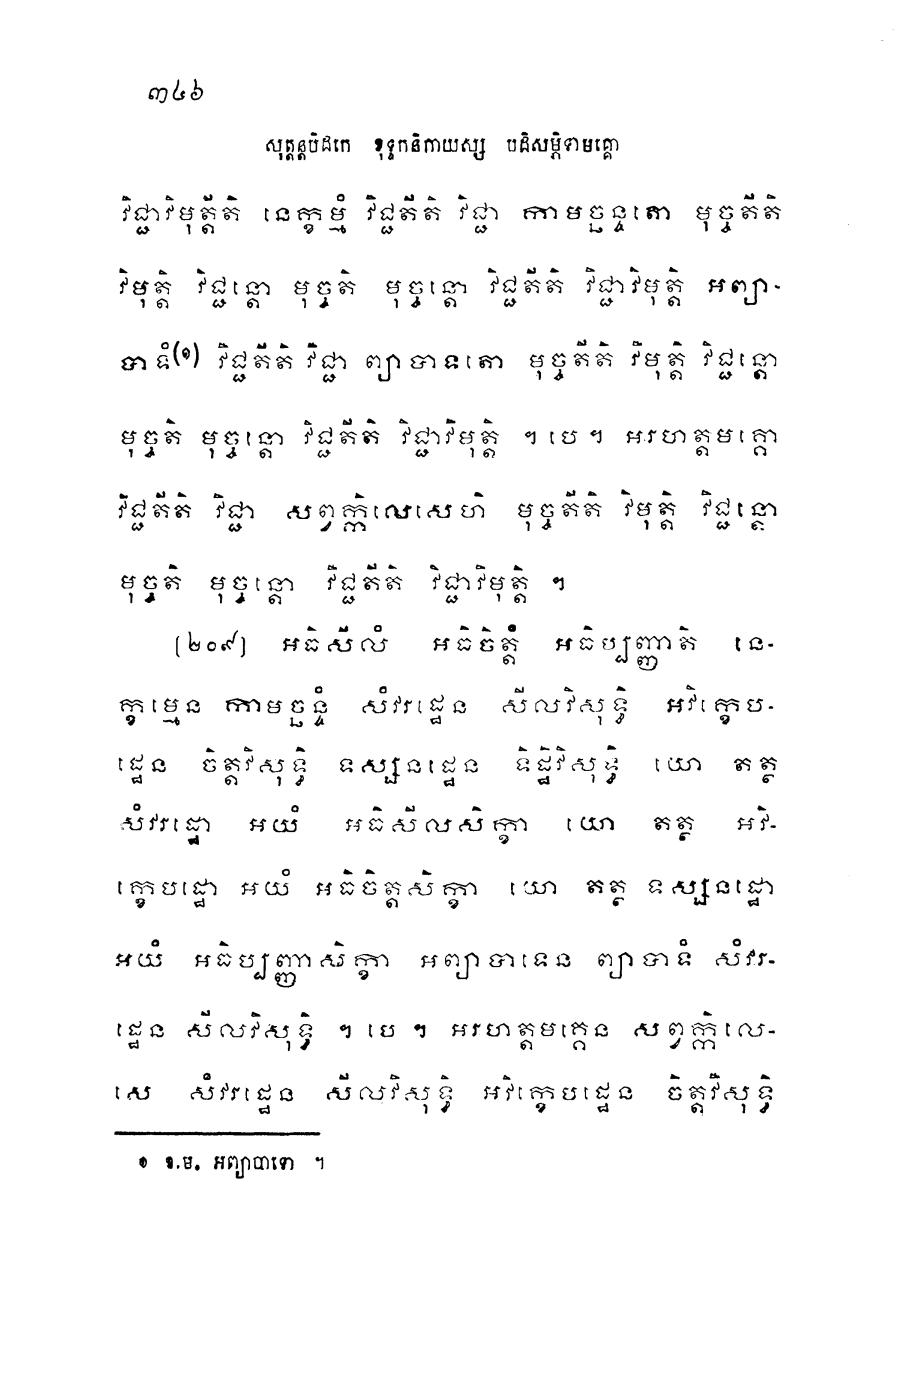 ៣៤៦
សុត្តន្តបិដកេ ខុទ្ទកនិកាយស្ស បដិសម្ភិទាមគ្គោ
វិជ្ជាវិមុត្តីតិ នេក្ខម្មំ វិជ្ជតីតិ វិជ្ជា កាមច្ឆន្ទតោ មុច្ចតីតិ
វិមុត្តិ វិជ្ជន្តោ មុច្ចតិ មុច្ចន្តោ វិជ្ជតីតិ វិជ្ជាវិមុត្តិ អព្យា-
បាទំ(១) វិជ្ជតីតិ វិជ្ជា ព្យាបាទតោ មុច្ចតីតិ វិមុត្តិ វិជ្ជន្តោ
មុច្ចតិ មុច្ចន្តោ វិជ្ជតីតិ វិជ្ជាវិមុត្តិ ។ បេ ។ អរហត្តមគ្គោ
វិជ្ជតីតិ វិជ្ជា សព្វក្កិលេសេហិ មុច្ចតីតិ វិមុត្តិ វិជ្ជន្តោ
មុច្ចតិ មុច្ចន្តោ វិជ្ជតីតិ វិជ្ជាវិមុត្តិ ។
[២០៩] អធិសីលំ អធិចិត្តំ អធិប្បញ្ញាតិ នេ-
ក្ខម្មេន កាមច្ឆន្ទំ សំវរដ្ឋេន សីលវិសុទ្ធិ អវិក្ខេប-
ដ្ឋេន ចិត្តវិសុទ្ធិ ទស្សនដ្ឋេន ទិដ្ឋិវិសុទ្ធិ យោ តត្ថ
សំវរដ្ឋោ អយំ អធិសីលសិក្ខា យោ តត្ថ អវិ-
ក្ខេបដ្ឋោ អយំ អធិចិត្តសិក្ខា យោ តត្ថ ទស្សនដ្ឋោ
អយំ អធិប្បញ្ញាសិក្ខា អព្យាបាទេន ព្យាបាទំ សំវរ-
ដ្ឋេន សីលវិសុទ្ធិ ។ បេ ។ អរហត្តមគ្គេន សព្វក្កិលេ-
សេ សំវរដ្ឋេន សីលវិសុទ្ធិ អវិក្ខេបដ្ឋេន ចិត្តវិសុទ្ធិ
១ ឱ.ម. អព្យាបាទោ ។